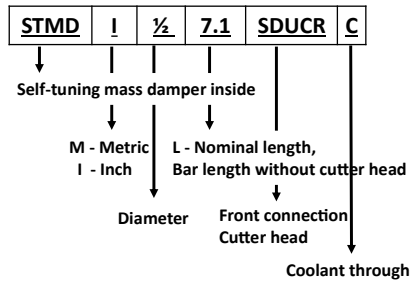 STMD I ½ 7.1 SDUCR C
Self-tuning mass damper inside
M - Metric
I - Inch
L - Nominal length,
Bar length without cutter head
Diameter
Front connection
Cutter head
Coolant through